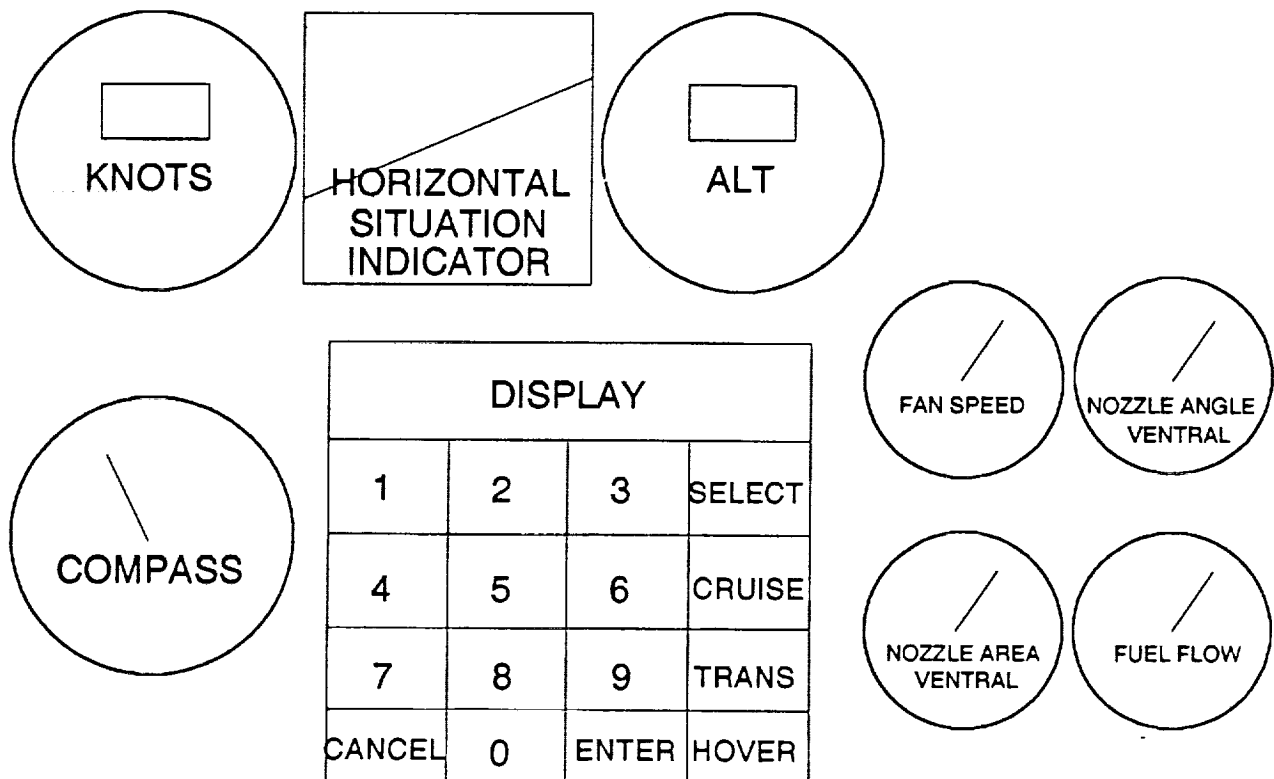 KNOTS
HORIZONTAL
SITUATION
INDICATOR
ALT
COMPASS
DISPLAY
1 2 3 SELECT
4 5 6 CRUISE
7 8 9 TRANS
CANCEL 0 ENTER HOVER
FAN SPEED
NOZZLE ANGLE
VENTRAL
NOZZLE AREA
VENTRAL
FUEL FLOW